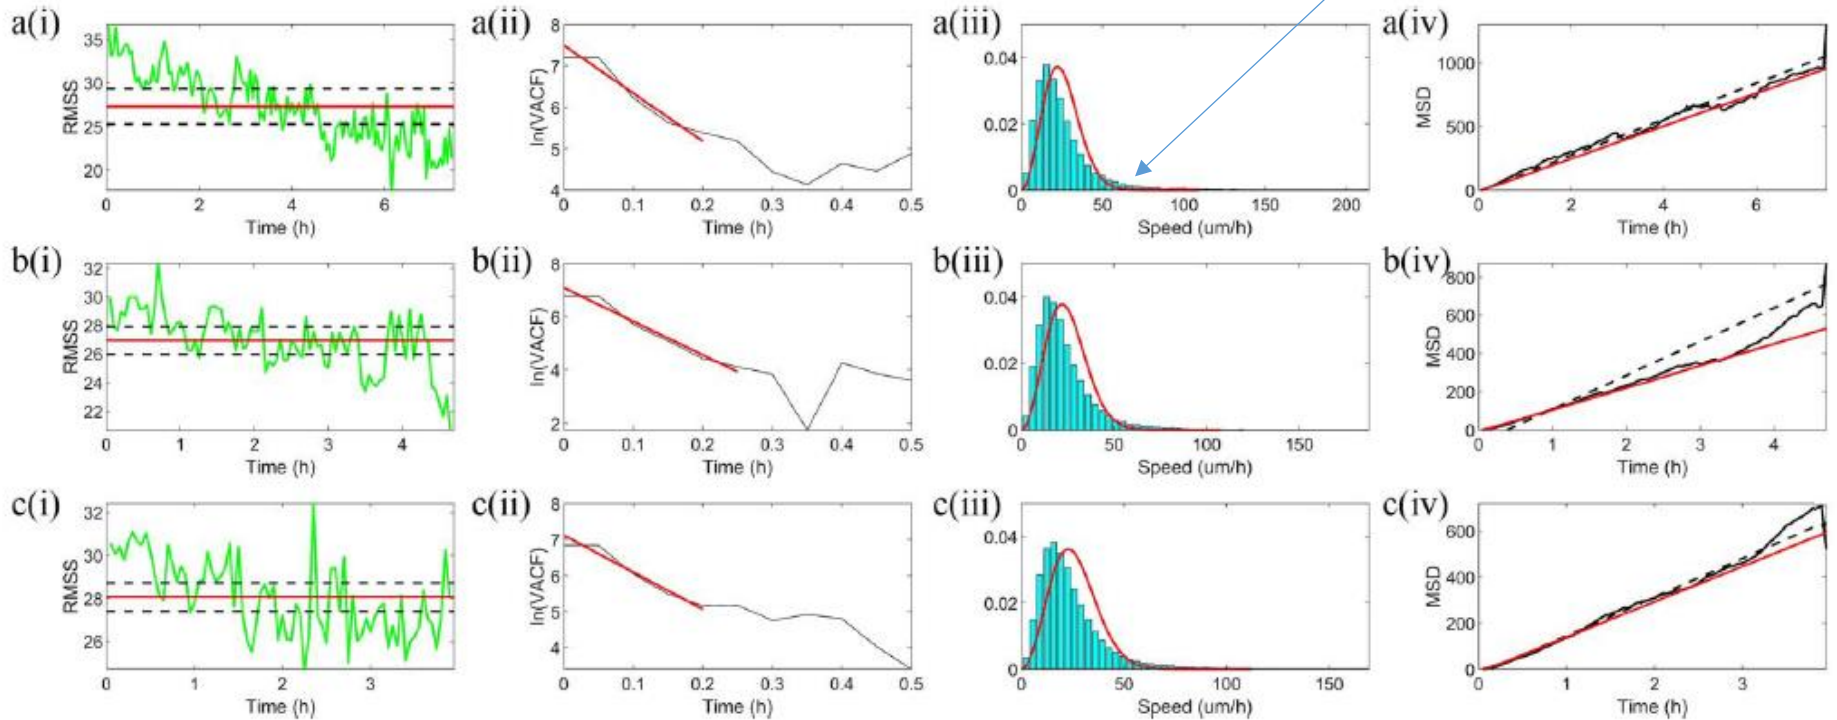 a(i)
35
30
25
20
RMSS
0 2 4 6
Time (h)
a(ii)
8
7
6
5
4
ln(VACF)
0 0.1 0.2 0.3 0.4 0.5
Time (h)
a(iii)
0.04
0.02
0
0 50 100 150 200
Speed (um/h)
a(iv)
1000
500
0
MSD
2 4 6
Time (h)
b(i)
32
30
28
26
24
22
RMSS
0 1 2 3 4
Time (h)
b(ii)
8
6
4
2
ln(VACF)
0 0.1 0.2 0.3 0.4 0.5
Time (h)
b(iii)
0.04
0.02
0
0 50 100 150
Speed (um/h)
b(iv)
800
600
400
200
0
MSD
1 2 3 4
Time (h)
c(i)
32
30
28
26
RMSS
0 1 2 3
Time (h)
c(ii)
8
7
6
5
4
ln(VACF)
0 0.1 0.2 0.3 0.4 0.5
Time (h)
c(iii)
0.04
0.02
0
0 50 100 150
Speed (um/h)
c(iv)
600
400
200
0
MSD
1 2 3
Time (h)